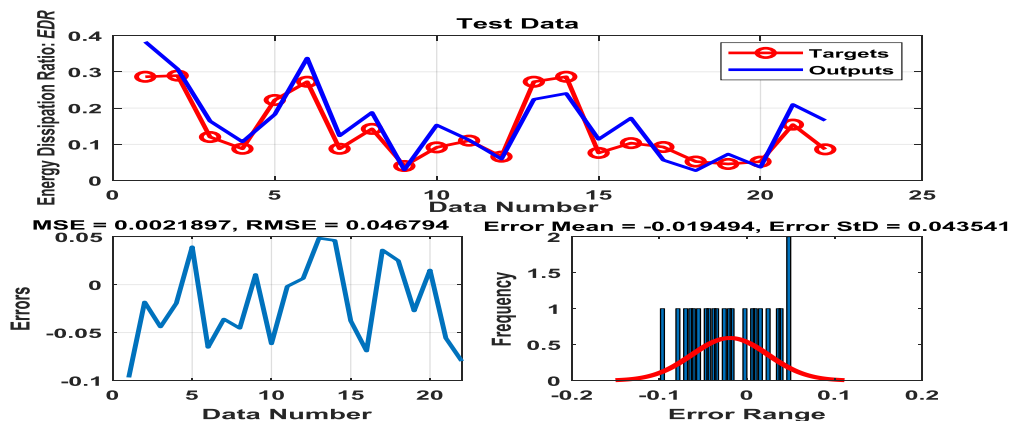 Test Data
Energy Dissipation Ratio: EDR
0.4
0.3
0.2
0.1
0
Targets
Outputs
0 5 10 15 20 25
Data Number
MSE = 0.0021897, RMSE = 0.046794
Errors
0.05
0
-0.05
-0.1
0 5 10 15 20
Data Number
Error Mean = -0.019494, Error StD = 0.043541
Frequency
2
1.5
1
0.5
0
-0.2 -0.1 0 0.1 0.2
Error Range